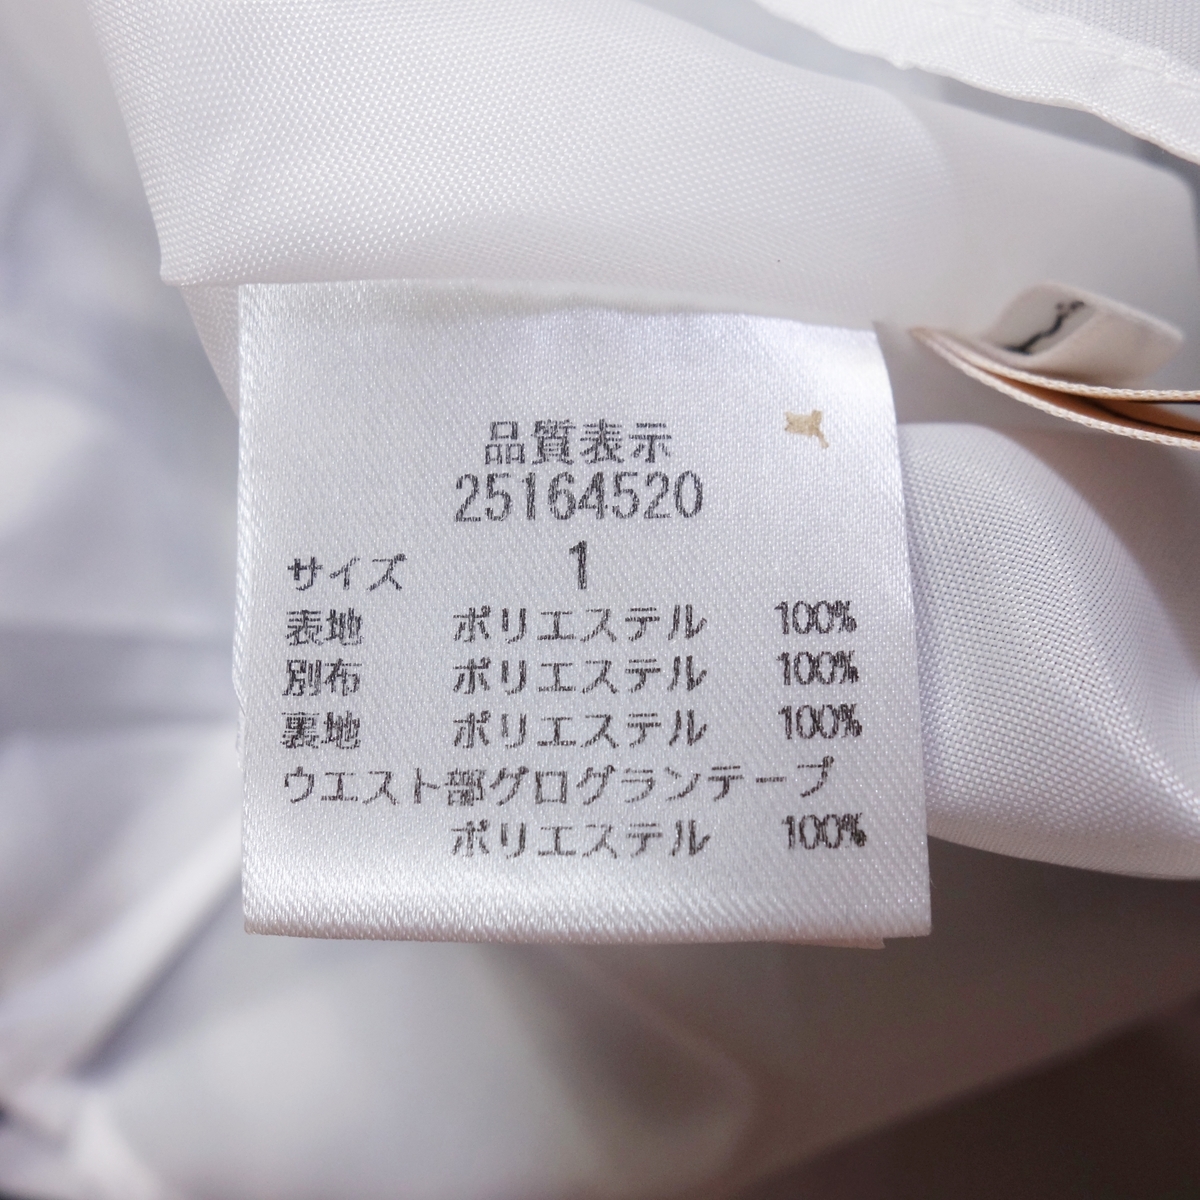 品質表示
25164520
サイズ 1
表地 ポリエステル 100%
別布 ポリエステル 100%
裏地 ポリエステル 100%
ウエスト部グログランテープ
ポリエステル 100%